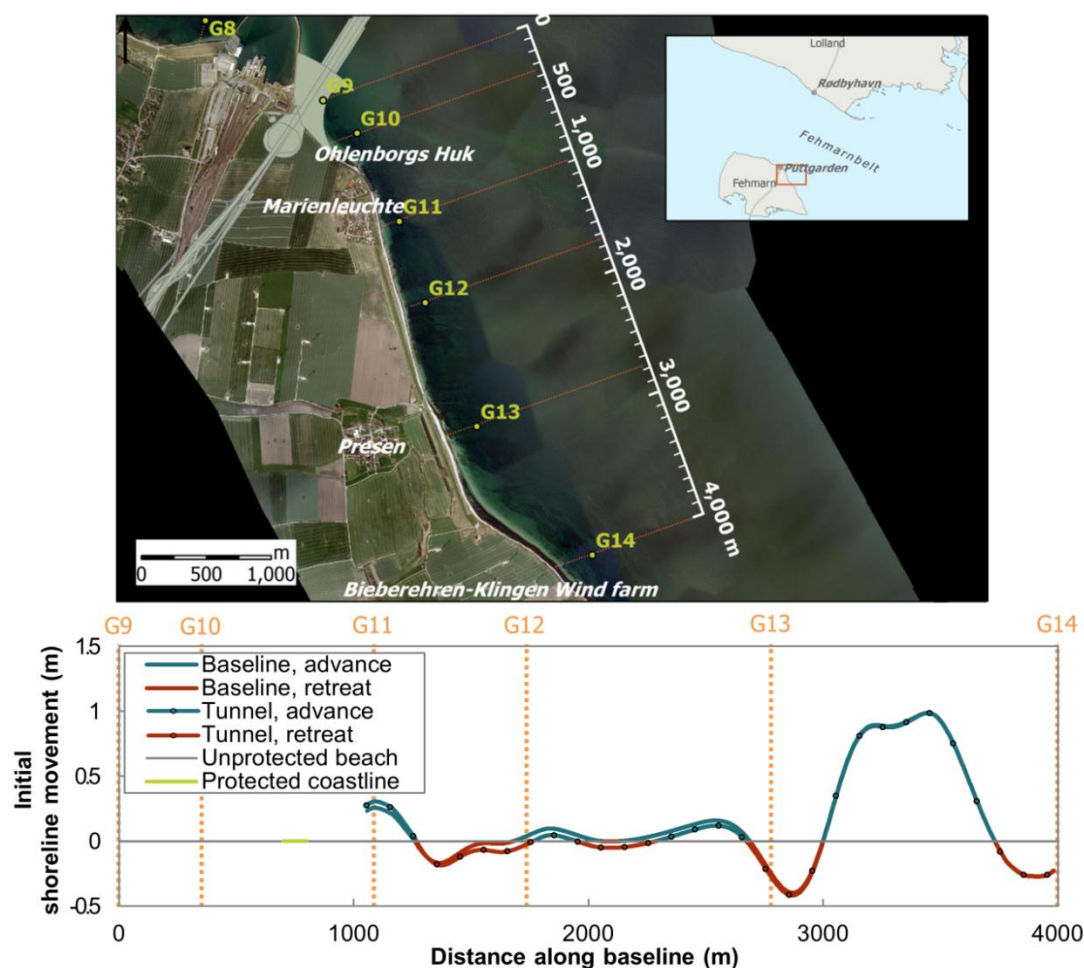 G8
0
G9
500
G10
1,000
Ohlenborgs Huk
Marienleuchte
G11
2,000
G12
3,000
G13
Presen
4,000 m
G14
m
0 500 1,000
Bieberehren-Klingen Wind farm
Lolland
Rødbyhavn
Fehmarnbelt
Puttgarden
Fehmarn
G9 G10 G11 G12 G13 G14
Initial
shoreline movement (m)
1.5
1
0.5
0
-0.5
Baseline, advance
Baseline, retreat
Tunnel, advance
Tunnel, retreat
Unprotected beach
Protected coastline
0 1000 2000 3000 4000
Distance along baseline (m)